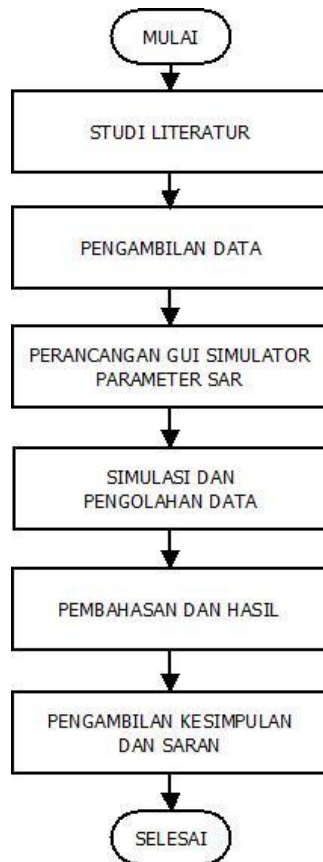 MULAI
STUDI LITERATUR
PENGAMBILAN DATA
PERANCANGAN GUI SIMULATOR
PARAMETER SAR
SIMULASI DAN
PENGOLAHAN DATA
PEMBAHASAN DAN HASIL
PENGAMBILAN KESIMPULAN
DAN SARAN
SELESAI